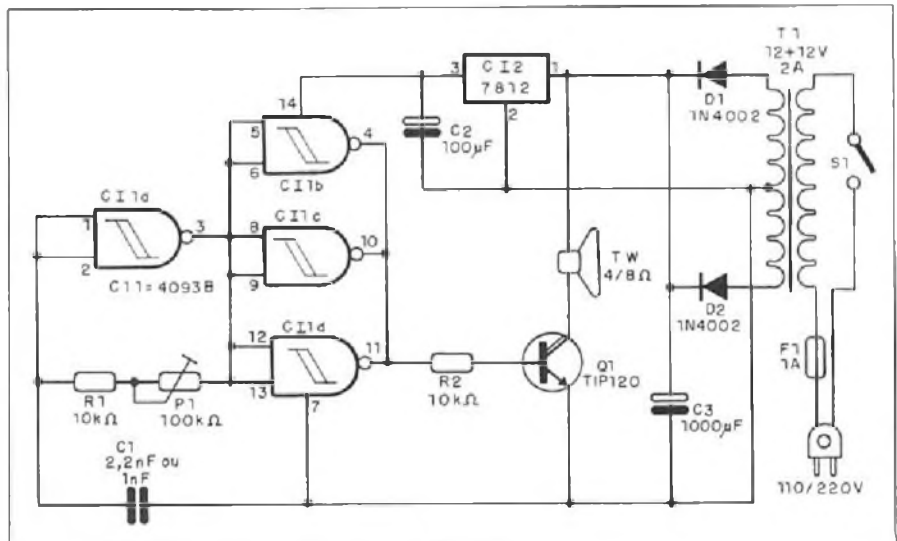 T1
12+12V
2A
3
CI2
7812
1
2
14
D1
1N4002
5
6
4
CI1b
C2
100µF
S1
CI1a
1
2
3
CI1=4093B
CI1c
8
9
10
TW
4/8Ω
D2
1N4002
CI1d
12
13
11
7
R1
10kΩ
P1
100kΩ
R2
10kΩ
Q1
TIP120
F1
1A
C3
1000µF
C1
2,2nF ou
1nF
110/220V